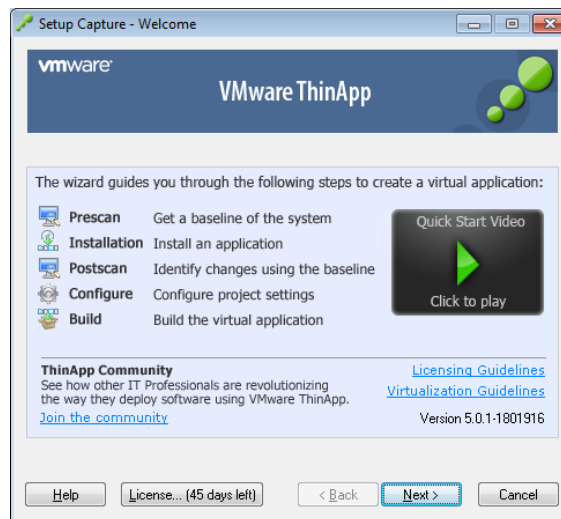 Setup Capture - Welcome
vmware®
VMware ThinApp
The wizard guides you through the following steps to create a virtual application:
Prescan Get a baseline of the system
Installation Install an application
Postscan Identify changes using the baseline
Configure Configure project settings
Build Build the virtual application
Quick Start Video
Click to play
ThinApp Community
See how other IT Professionals are revolutionizing
the way they deploy software using VMware ThinApp.
Join the community
Licensing Guidelines
Virtualization Guidelines
Version 5.0.1-1801916
Help
License... (45 days left)
< Back
Next >
Cancel